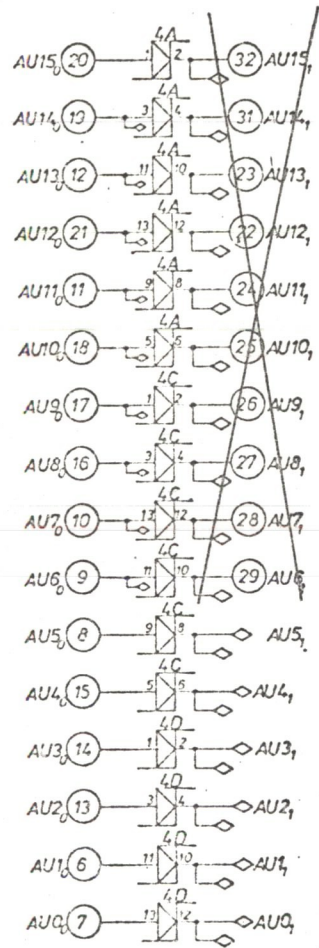 4A
AU15₀ 20 1 2 32 AU15₁
4A
AU14₀ 19 3 4 31 AU14₁
4A
AU13₀ 12 11 10 23 AU13₁
4A
AU12₀ 21 13 12 22 AU12₁
4A
AU11₀ 11 9 8 24 AU11₁
4A
AU10₀ 18 5 6 25 AU10₁
4C
AU9₀ 17 1 2 26 AU9₁
4C
AU8₀ 16 3 4 27 AU8₁
4C
AU7₀ 10 13 12 28 AU7₁
4C
AU6₀ 9 11 10 29 AU6₁
4C
AU5₀ 8 9 8 AU5₁
4C
AU4₀ 15 5 6 AU4₁
4D
AU3₀ 14 1 2 AU3₁
4D
AU2₀ 13 3 4 AU2₁
4D
AU1₀ 6 11 10 AU1₁
4D
AU0₀ 7 13 12 AU0₁